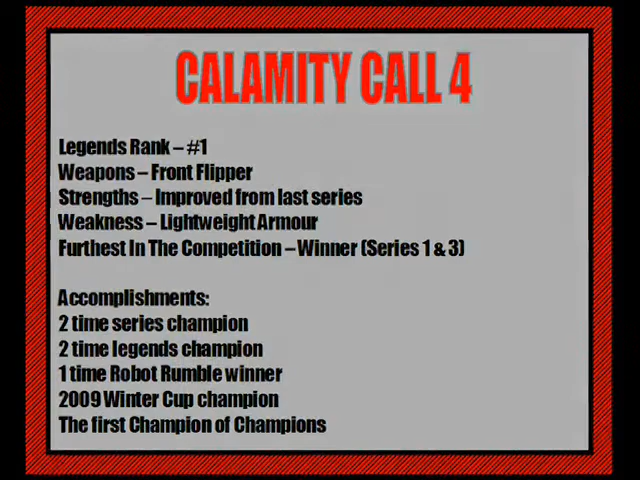 CALAMITY CALL 4
Legends Rank – #1
Weapons – Front Flipper
Strengths – Improved from last series
Weakness – Lightweight Armour
Furthest In The Competition – Winner (Series 1 & 3)
Accomplishments:
2 time series champion
2 time legends champion
1 time Robot Rumble winner
2009 Winter Cup champion
The first Champion of Champions